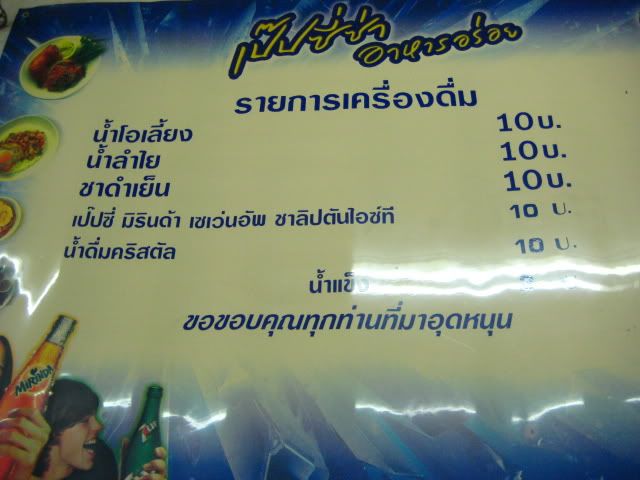 เป๊ปซี่ซ่า
อาหารอร่อย
รายการเครื่องดื่ม
น้ำโอเลี้ยง 10 บ.
น้ำลำไย 10 บ.
ชาดำเย็น 10 บ.
เป๊ปซี่ มิรินด้า เซเว่นอัพ ชาลิปตันไอซ์ที 10 บ.
น้ำดื่มคริสตัล 10 บ.
น้ำแข็ง
ขอขอบคุณทุกท่านที่มาอุดหนุน
MIRINDA
7UP